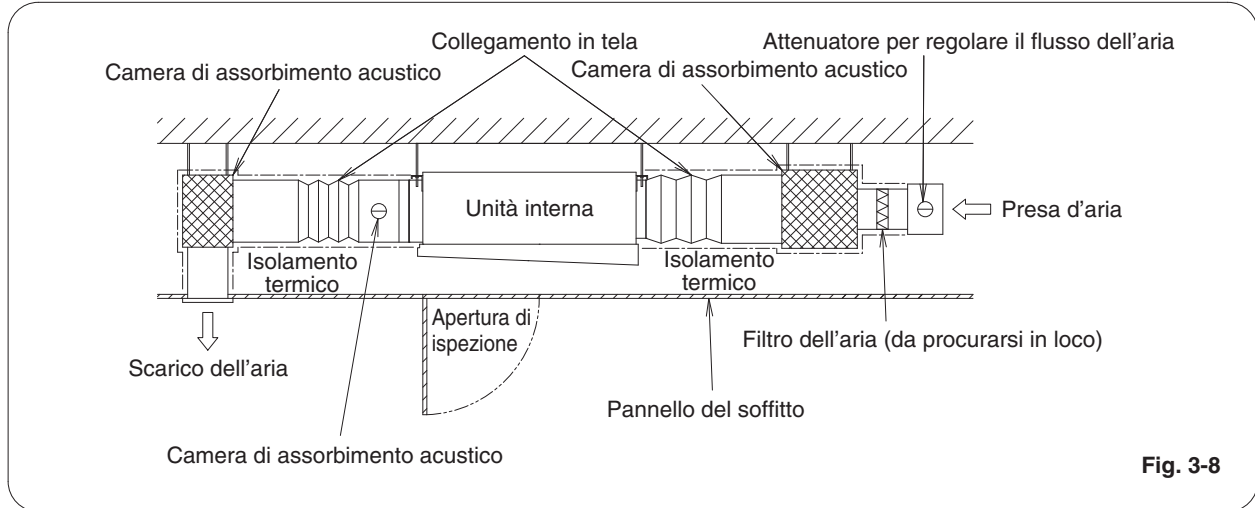 Collegamento in tela
Attenuatore per regolare il flusso dell'aria
Camera di assorbimento acustico
Camera di assorbimento acustico
Unità interna
Presa d'aria
Isolamento
termico
Isolamento
termico
Apertura di
ispezione
Filtro dell'aria (da procurarsi in loco)
Scarico dell'aria
Pannello del soffitto
Camera di assorbimento acustico
Fig. 3-8